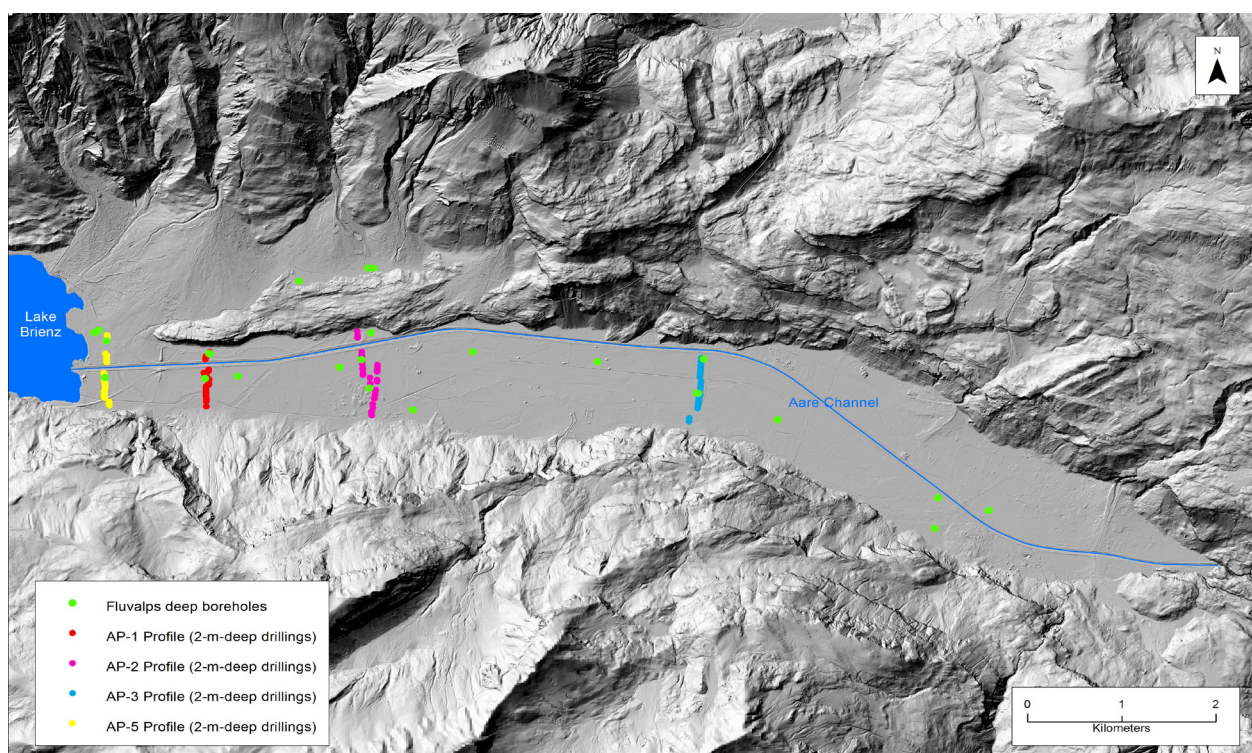 N
Lake
Brienz
Aare Channel
Fluvalps deep boreholes
AP-1 Profile (2-m-deep drillings)
AP-2 Profile (2-m-deep drillings)
AP-3 Profile (2-m-deep drillings)
AP-5 Profile (2-m-deep drillings)
0 1 2
Kilometers